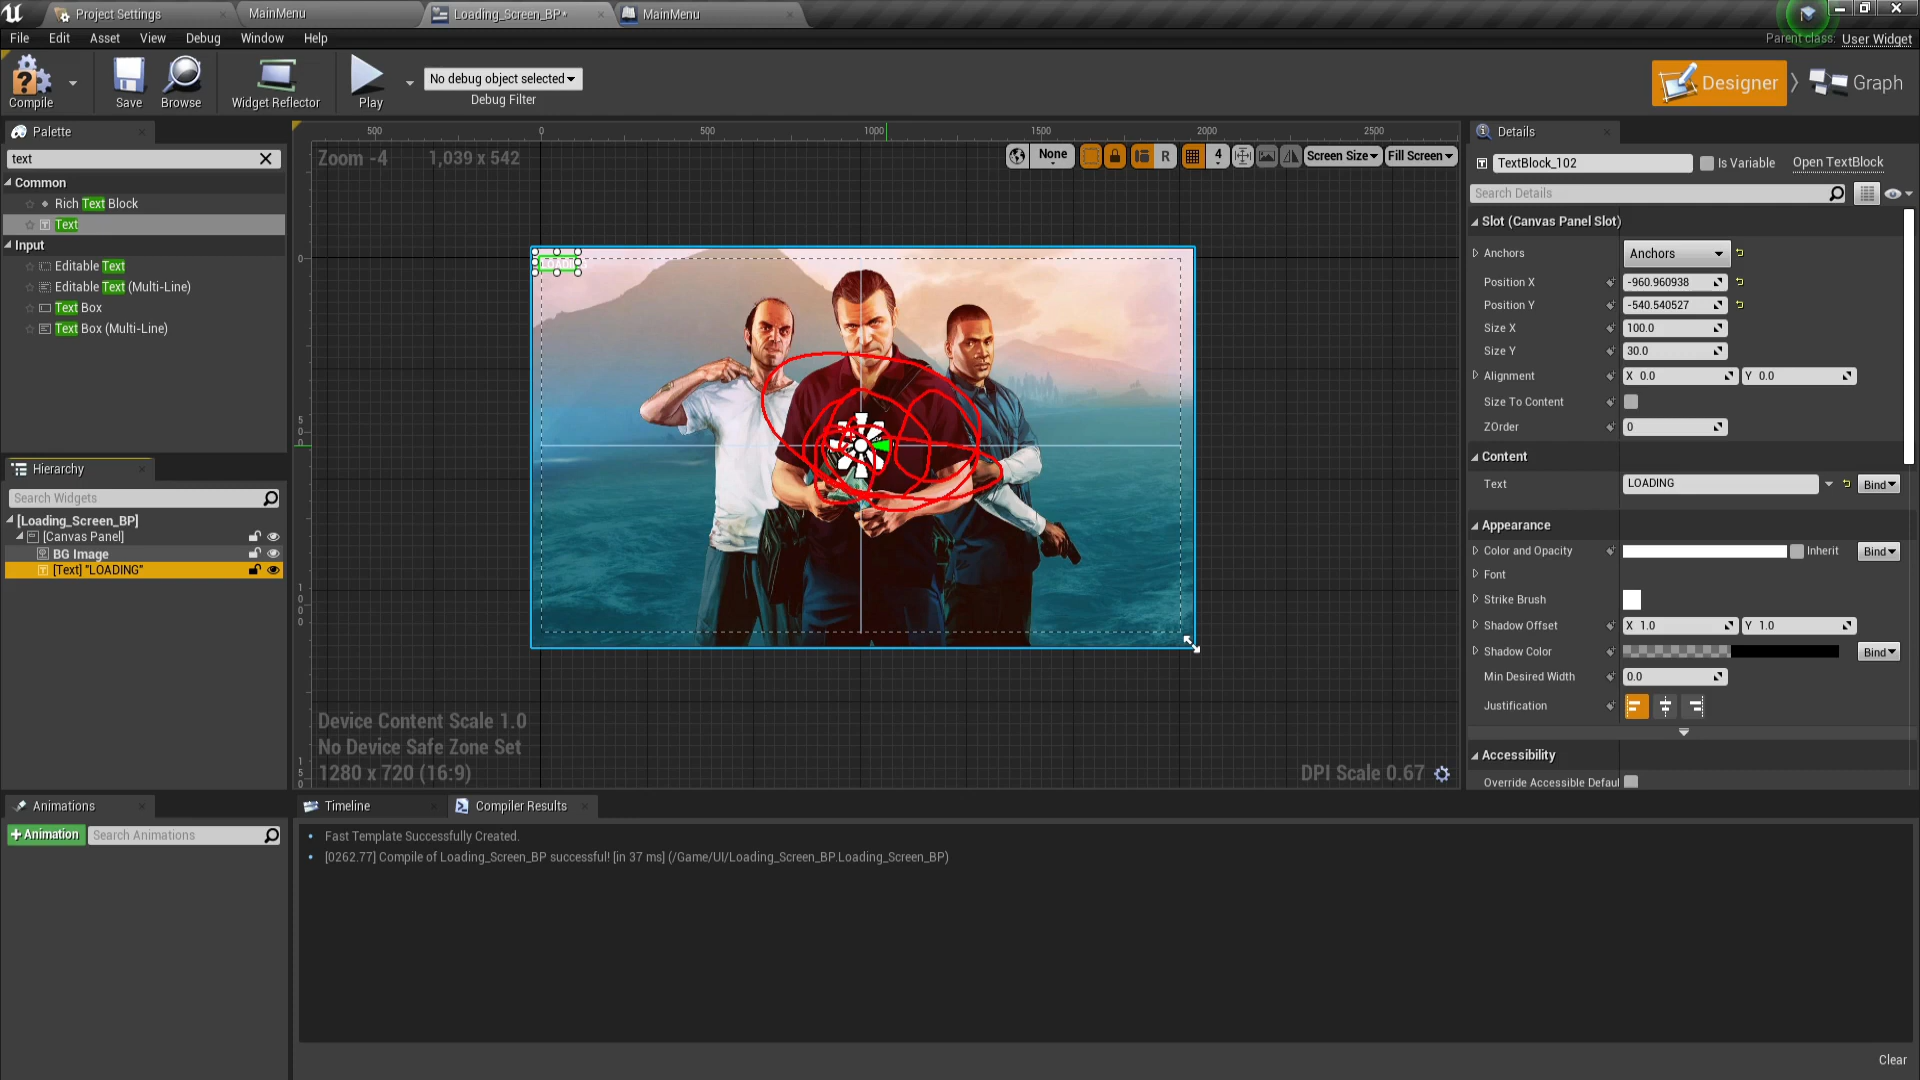 Project Settings
MainMenu
Loading_Screen_BP*
MainMenu
File Edit Asset View Debug Window Help
Parent class: User Widget
Compile
Save
Browse
Widget Reflector
Play
No debug object selected
Debug Filter
Designer
Graph
Palette
text
Common
Rich Text Block
Text
Input
Editable Text
Editable Text (Multi-Line)
Text Box
Text Box (Multi-Line)
Hierarchy
Search Widgets
[Loading_Screen_BP]
[Canvas Panel]
BG Image
[Text] "LOADING"
Animations
+Animation
Search Animations
500 0 500 1000 1500 2000 2500
Zoom -4 1,039 x 542
None
R
4
Screen Size
Fill Screen
0
500
1000
Device Content Scale 1.0
No Device Safe Zone Set
1280 x 720 (16:9)
DPI Scale 0.67
Timeline
Compiler Results
Fast Template Successfully Created.
[0262.77] Compile of Loading_Screen_BP successful! [in 37 ms] (/Game/UI/Loading_Screen_BP.Loading_Screen_BP)
Clear
Details
TextBlock_102
Is Variable
Open TextBlock
Search Details
Slot (Canvas Panel Slot)
Anchors Anchors
Position X -960.960938
Position Y -540.540527
Size X 100.0
Size Y 30.0
Alignment X 0.0 Y 0.0
Size To Content
ZOrder 0
Content
Text LOADING Bind
Appearance
Color and Opacity Inherit Bind
Font
Strike Brush
Shadow Offset X 1.0 Y 1.0
Shadow Color Bind
Min Desired Width 0.0
Justification
Accessibility
Override Accessible Defaul